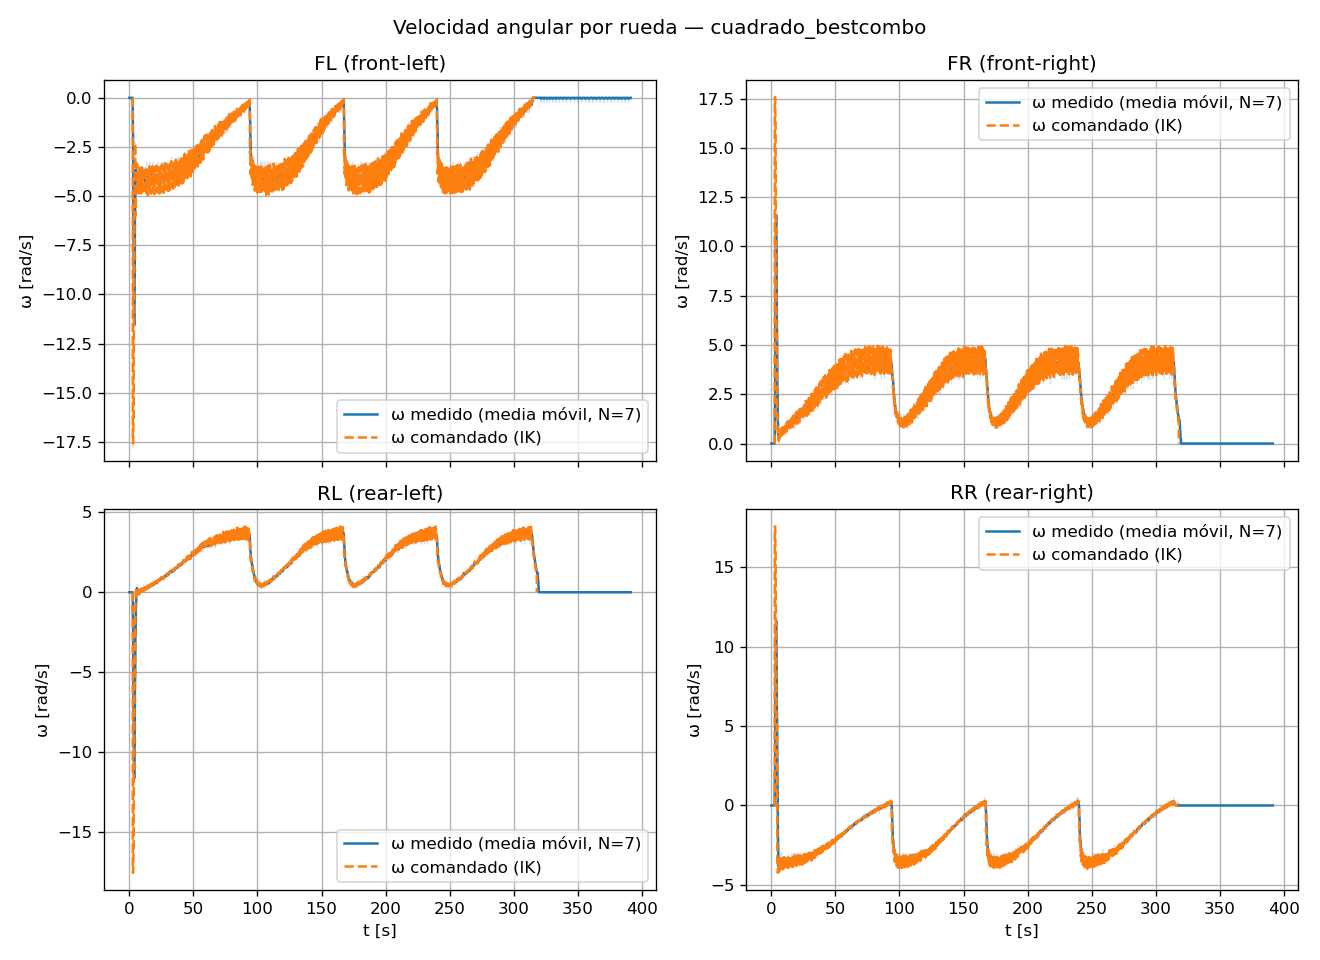 Velocidad angular por rueda — cuadrado_bestcombo
FL (front-left)
0.0
−2.5
−5.0
−7.5
−10.0
−12.5
−15.0
−17.5
ω [rad/s]
ω medido (media móvil, N=7)
ω comandado (IK)
FR (front-right)
17.5
15.0
12.5
10.0
7.5
5.0
2.5
0.0
ω [rad/s]
ω medido (media móvil, N=7)
ω comandado (IK)
RL (rear-left)
5
0
−5
−10
−15
ω [rad/s]
ω medido (media móvil, N=7)
ω comandado (IK)
0 50 100 150 200 250 300 350 400
t [s]
RR (rear-right)
15
10
5
0
−5
ω [rad/s]
ω medido (media móvil, N=7)
ω comandado (IK)
0 50 100 150 200 250 300 350 400
t [s]